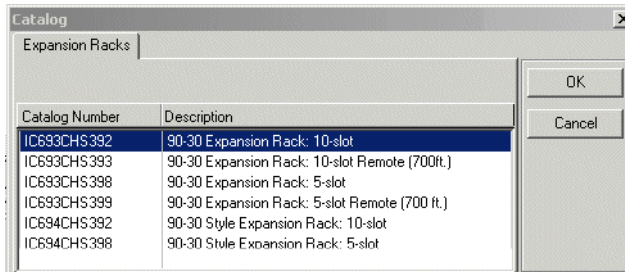 Catalog
Expansion Racks
OK
Cancel
Catalog Number Description
IC693CHS392 90-30 Expansion Rack: 10-slot
IC693CHS393 90-30 Expansion Rack: 10-slot Remote (700ft.)
IC693CHS398 90-30 Expansion Rack: 5-slot
IC693CHS399 90-30 Expansion Rack: 5-slot Remote (700 ft.)
IC694CHS392 90-30 Style Expansion Rack: 10-slot
IC694CHS398 90-30 Style Expansion Rack: 5-slot